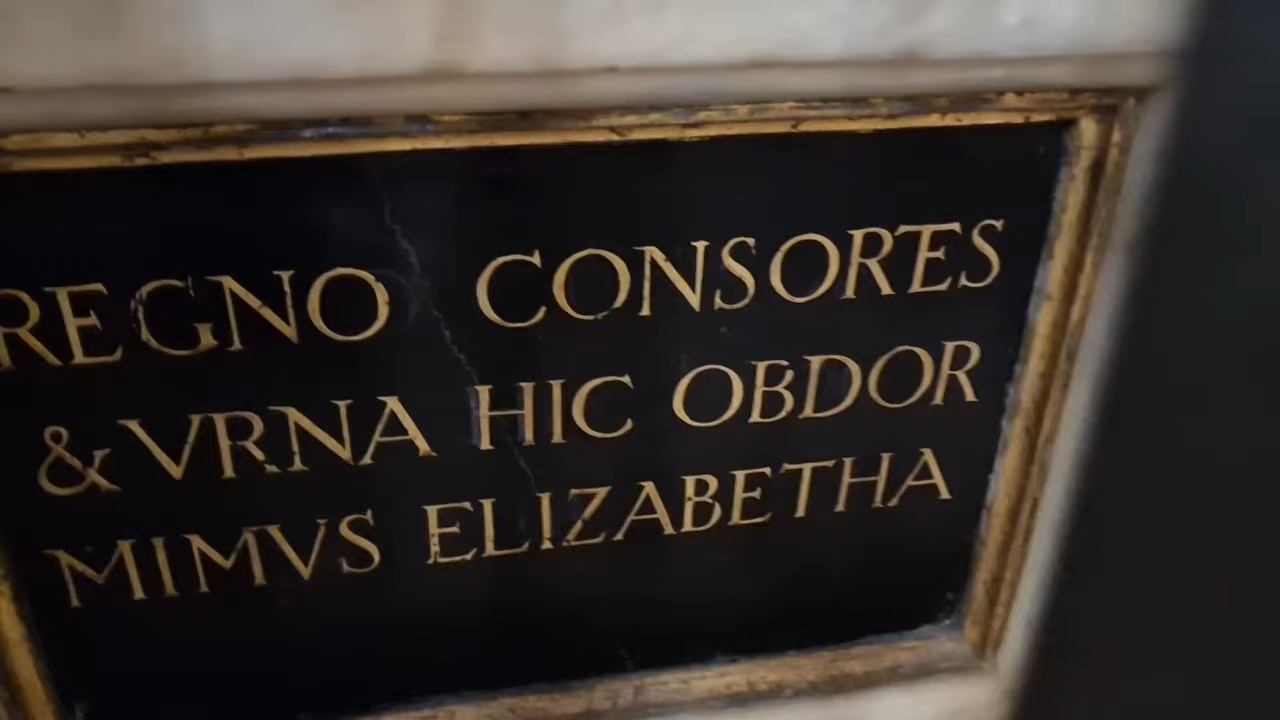 REGNO CONSORES
& VRNA HIC OBDOR
MIMVS ELIZABETHA